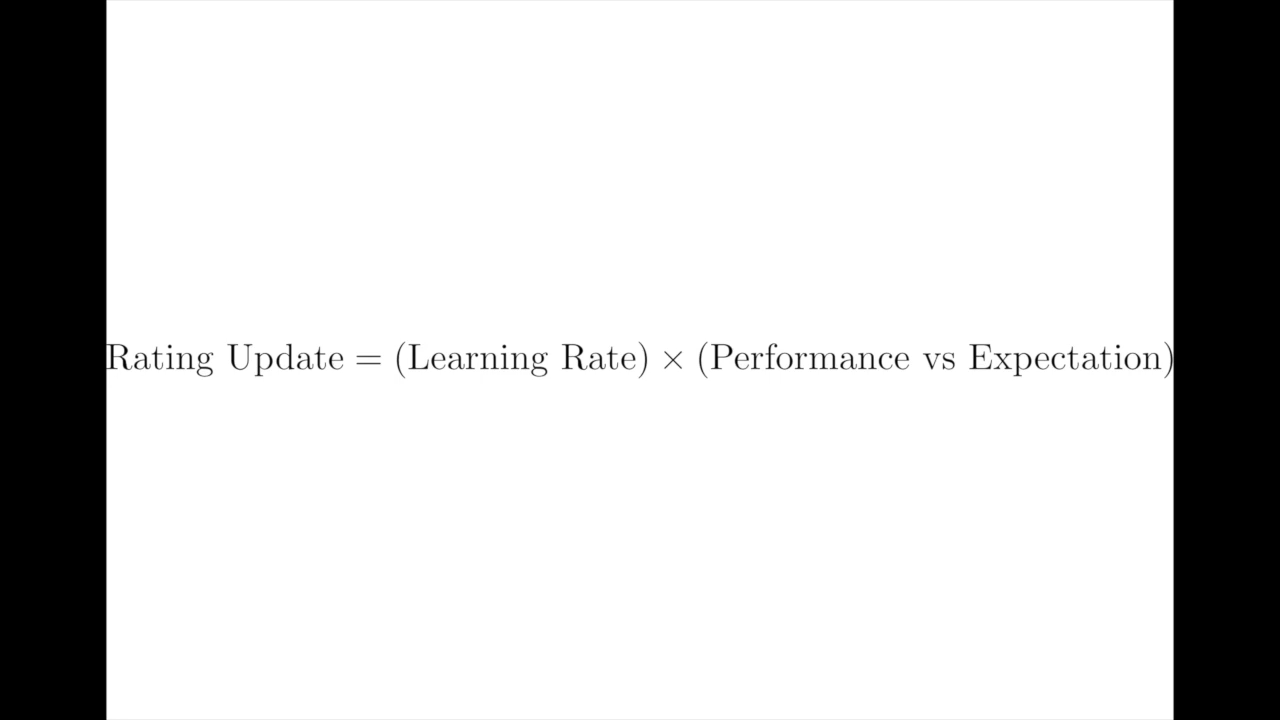 Rating Update = (Learning Rate) × (Performance vs Expectation)